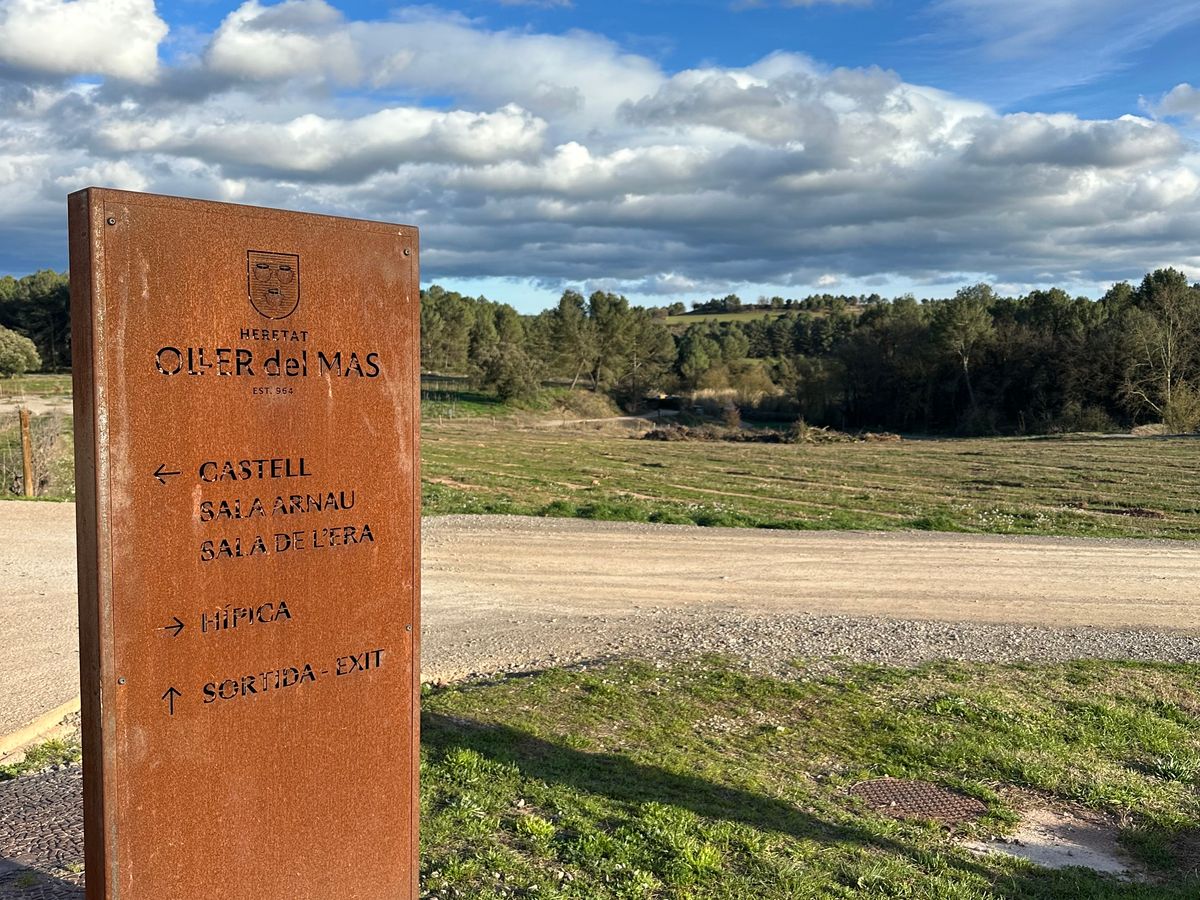 HERETAT
OLLER del MAS
EST. 964
← CASTELL
SALA ARNAU
SALA DE L'ERA
→ HÍPICA
↑ SORTIDA - EXIT